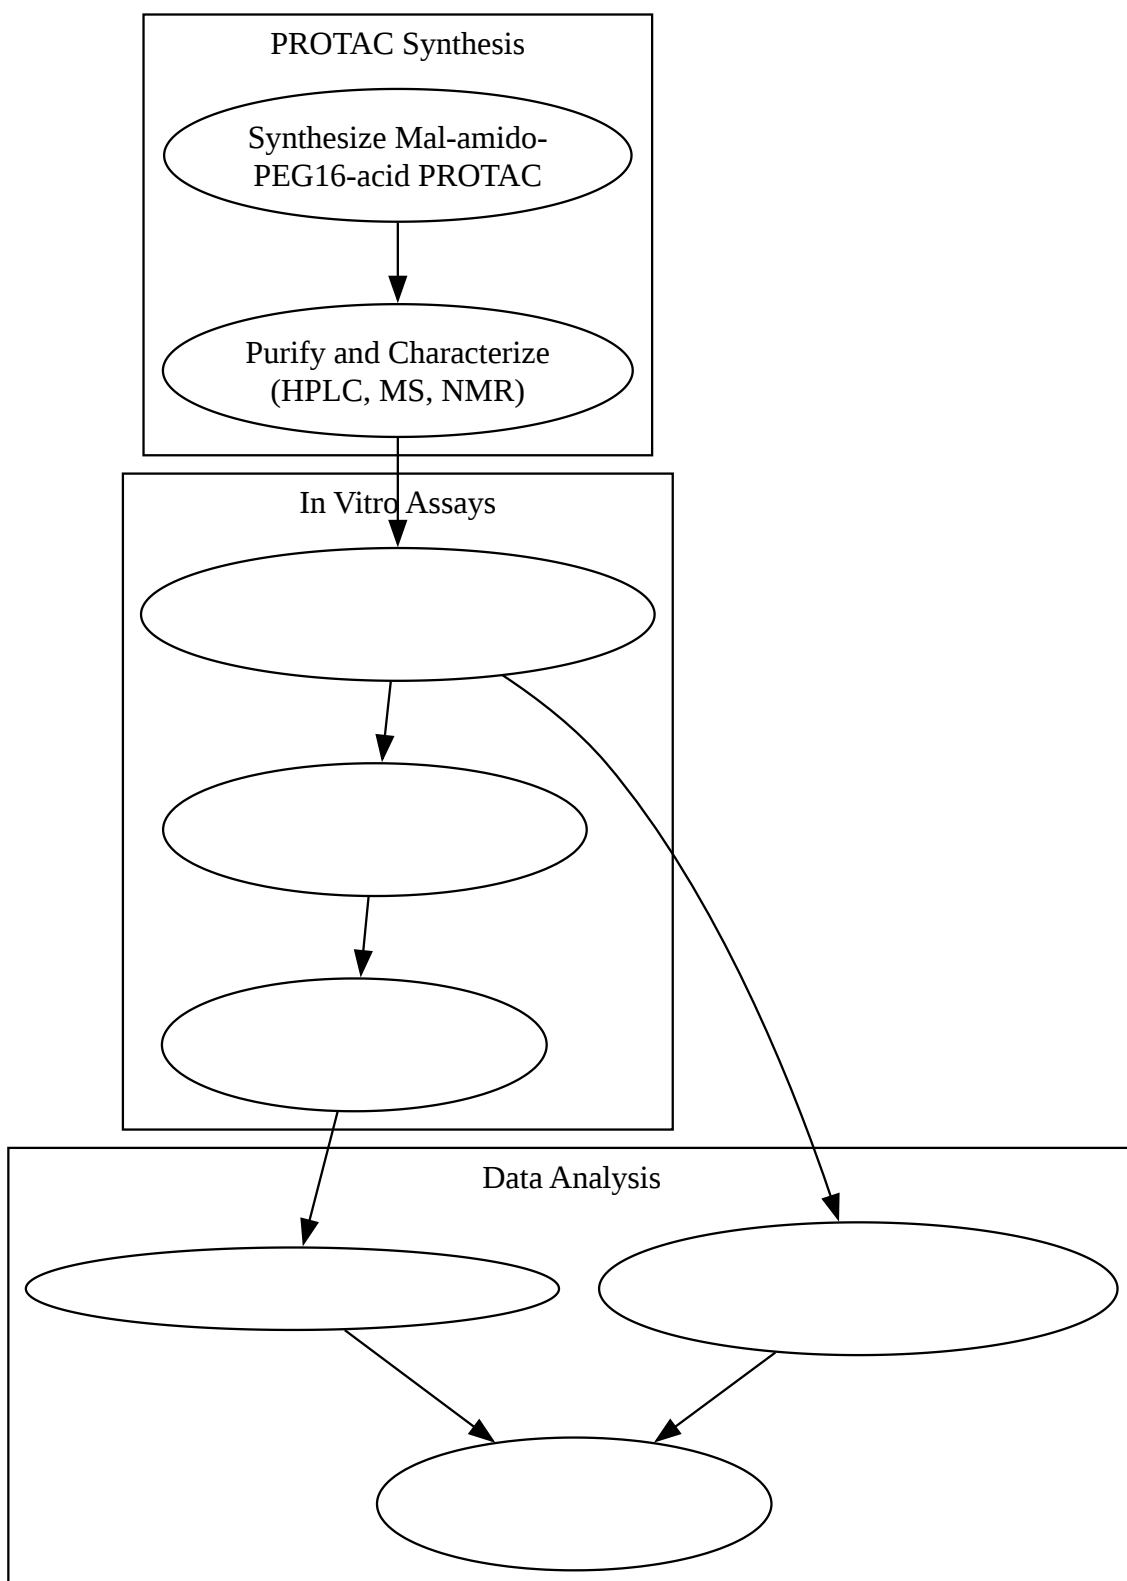 PROTAC Synthesis
Synthesize Mal-amido-
PEG16-acid PROTAC
Purify and Characterize
(HPLC, MS, NMR)
In Vitro Assays
Data Analysis